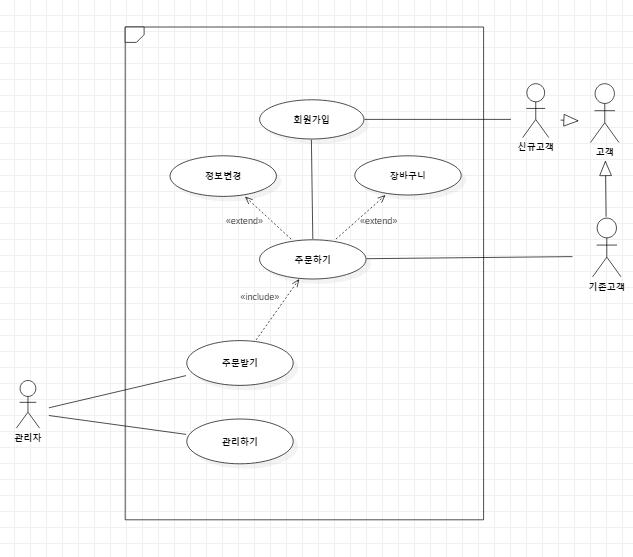 회원가입
신규고객
고객
정보변경
장바구니
«extend»
«extend»
주문하기
기존고객
«include»
주문받기
관리자
관리하기